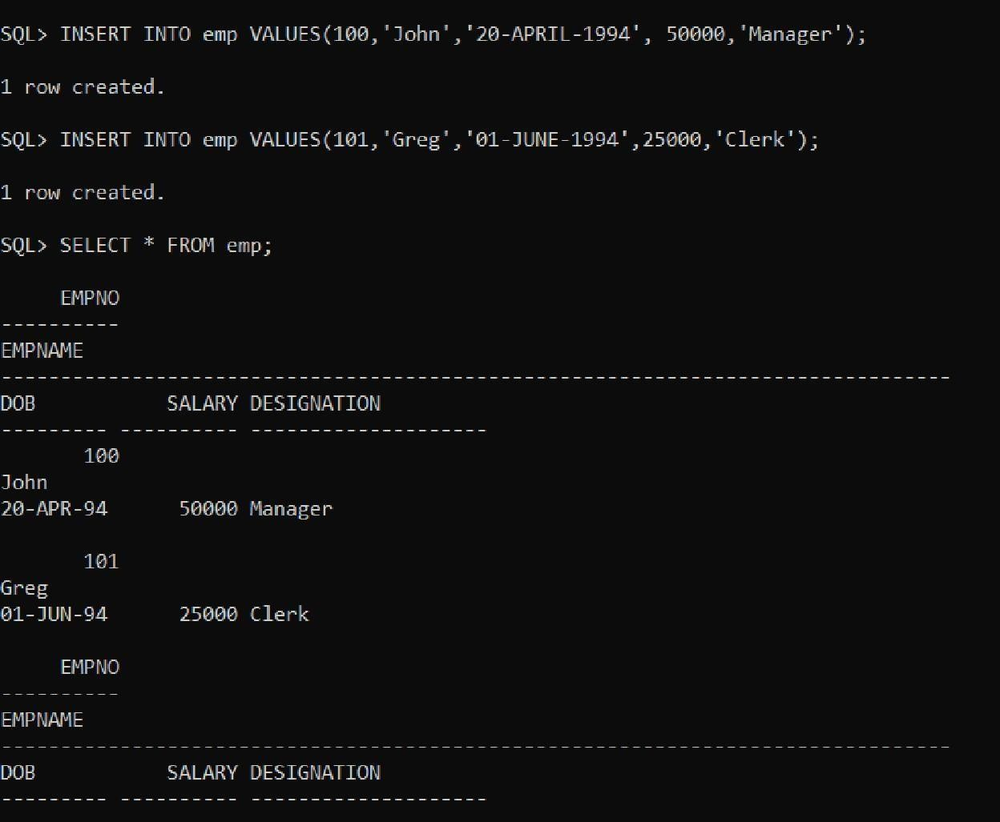 SQL> INSERT INTO emp VALUES(100,'John','20-APRIL-1994', 50000,'Manager');
1 row created.
SQL> INSERT INTO emp VALUES(101,'Greg','01-JUNE-1994',25000,'Clerk');
1 row created.
SQL> SELECT * FROM emp;
     EMPNO
----------
EMPNAME
--------------------------------------------------------------------------------
DOB           SALARY DESIGNATION
--------- ---------- --------------------
       100
John
20-APR-94      50000 Manager
       101
Greg
01-JUN-94      25000 Clerk
     EMPNO
----------
EMPNAME
--------------------------------------------------------------------------------
DOB           SALARY DESIGNATION
--------- ---------- --------------------